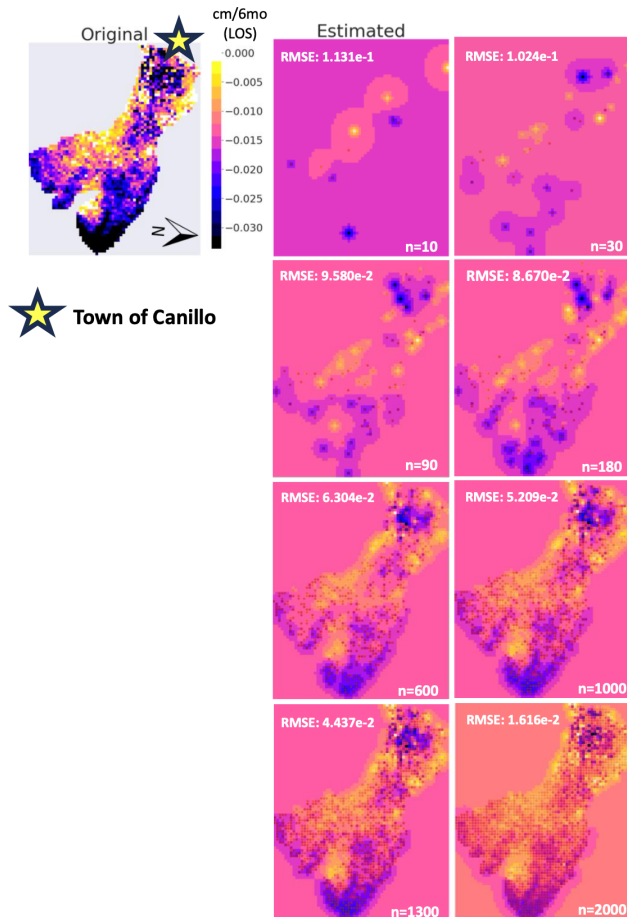 Original
cm/6mo
(LOS)
0.000
−0.005
−0.010
−0.015
−0.020
−0.025
−0.030
N
Town of Canillo
Estimated
RMSE: 1.131e-1
n=10
RMSE: 1.024e-1
n=30
RMSE: 9.580e-2
n=90
RMSE: 8.670e-2
n=180
RMSE: 6.304e-2
n=600
RMSE: 5.209e-2
n=1000
RMSE: 4.437e-2
n=1300
RMSE: 1.616e-2
n=2000